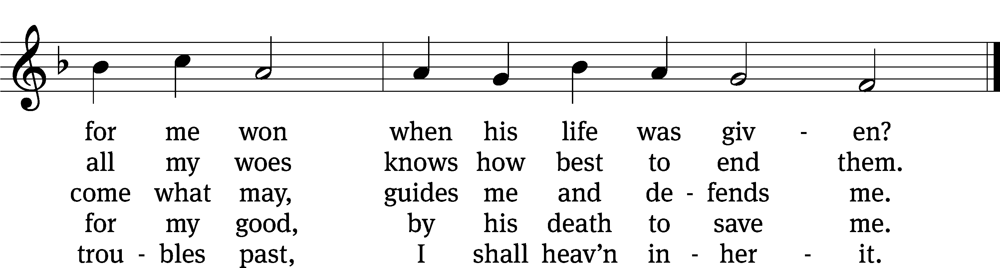 for me won when his life was giv - en?
all my woes knows how best to end them.
come what may, guides me and de - fends me.
for my good, by his death to save me.
trou - bles past, I shall heav’n in - her - it.